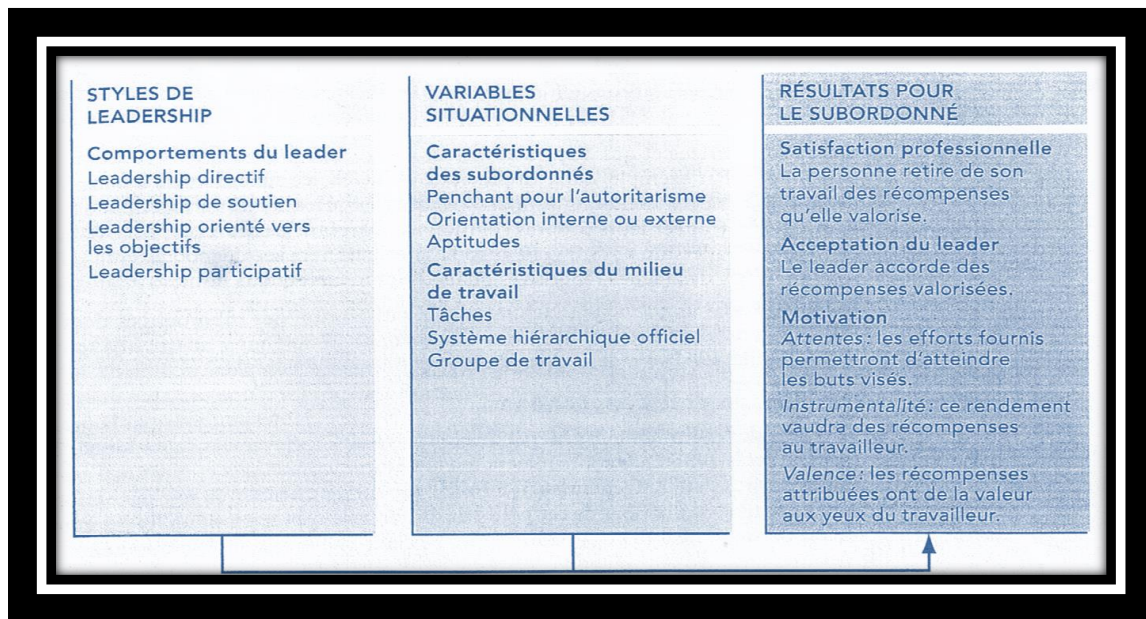 STYLES DE
LEADERSHIP
Comportements du leader
Leadership directif
Leadership de soutien
Leadership orienté vers
les objectifs
Leadership participatif
VARIABLES
SITUATIONNELLES
Caractéristiques
des subordonnés
Penchant pour l'autoritarisme
Orientation interne ou externe
Aptitudes
Caractéristiques du milieu
de travail
Tâches
Système hiérarchique officiel
Groupe de travail
RÉSULTATS POUR
LE SUBORDONNÉ
Satisfaction professionnelle
La personne retire de son
travail des récompenses
qu'elle valorise.
Acceptation du leader
Le leader accorde des
récompenses valorisées.
Motivation
Attentes : les efforts fournis
permettront d'atteindre
les buts visés.
Instrumentalité : ce rendement
vaudra des récompenses
au travailleur.
Valence : les récompenses
attribuées ont de la valeur
aux yeux du travailleur.